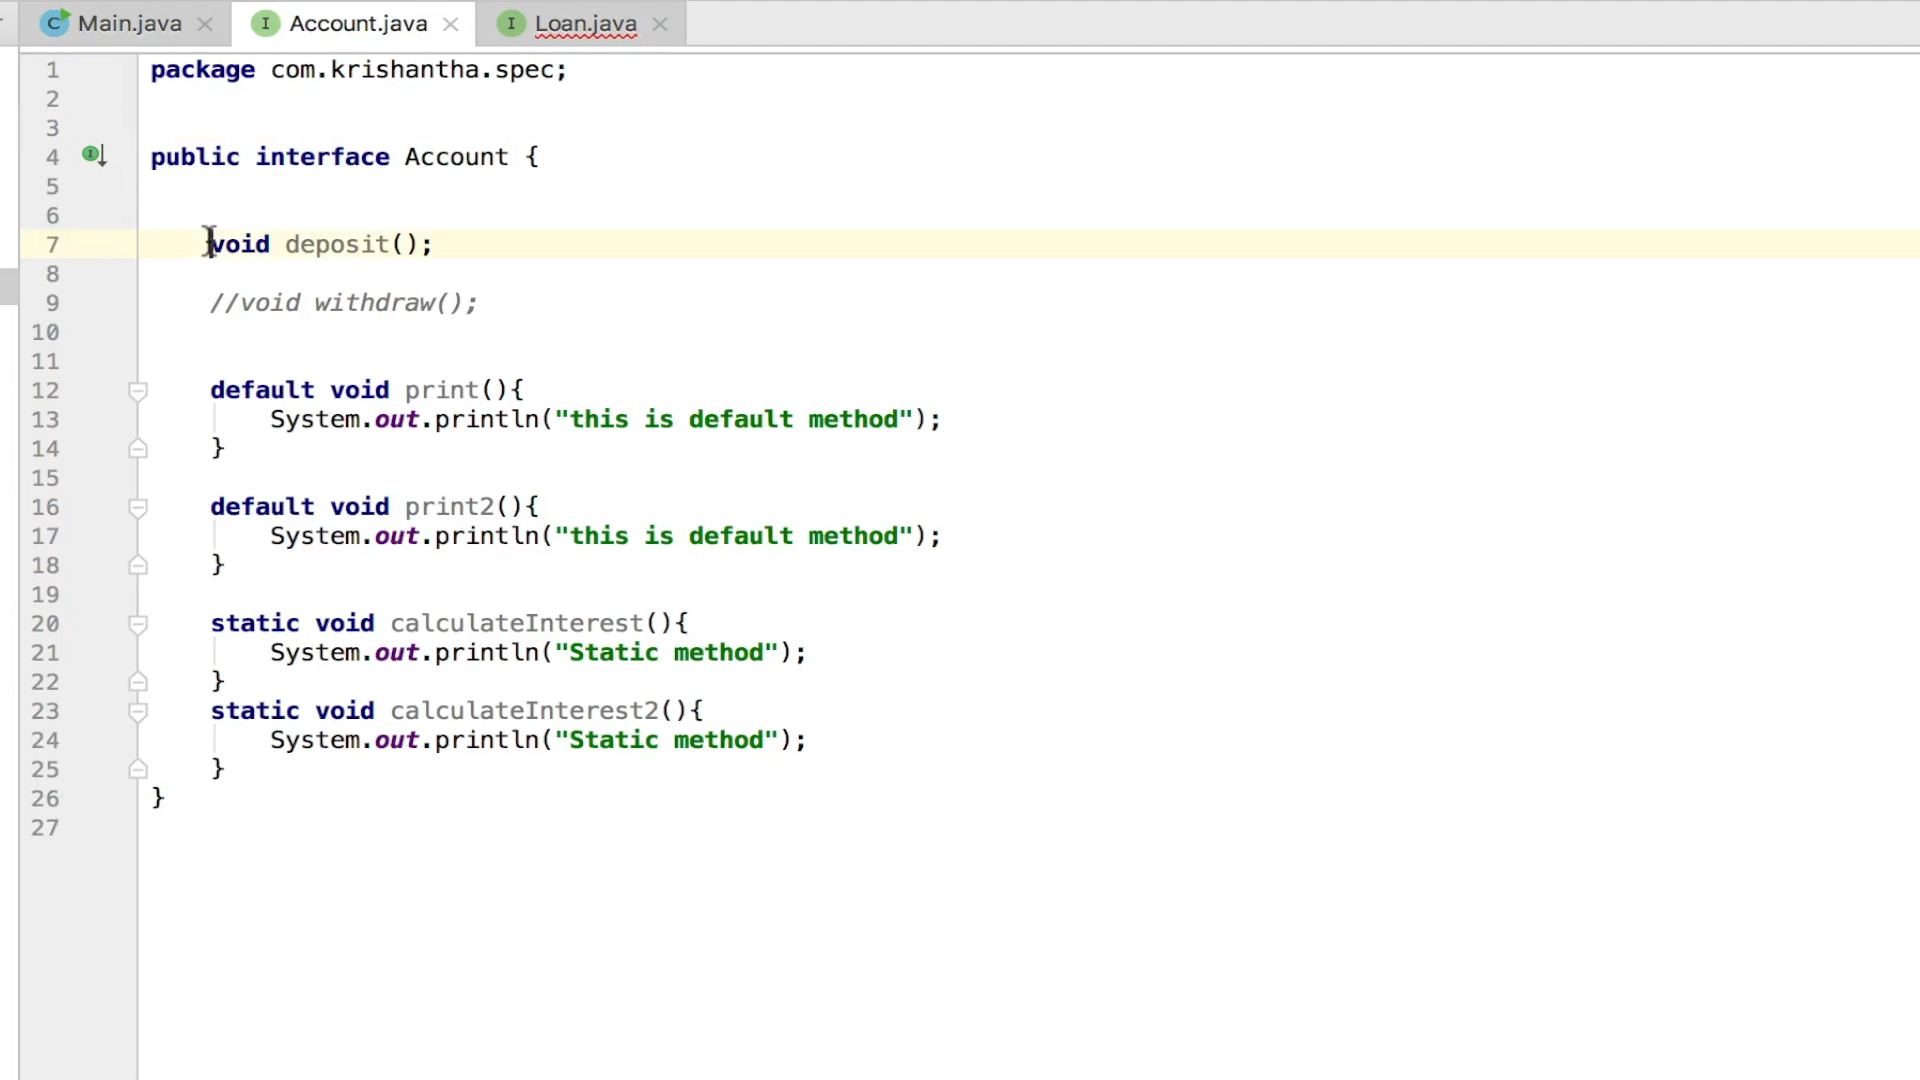 Main.java Account.java Loan.java
1 package com.krishantha.spec;
2
3
4 public interface Account {
5
6
7 void deposit();
8
9 //void withdraw();
10
11
12 default void print(){
13 System.out.println("this is default method");
14 }
15
16 default void print2(){
17 System.out.println("this is default method");
18 }
19
20 static void calculateInterest(){
21 System.out.println("Static method");
22 }
23 static void calculateInterest2(){
24 System.out.println("Static method");
25 }
26 }
27